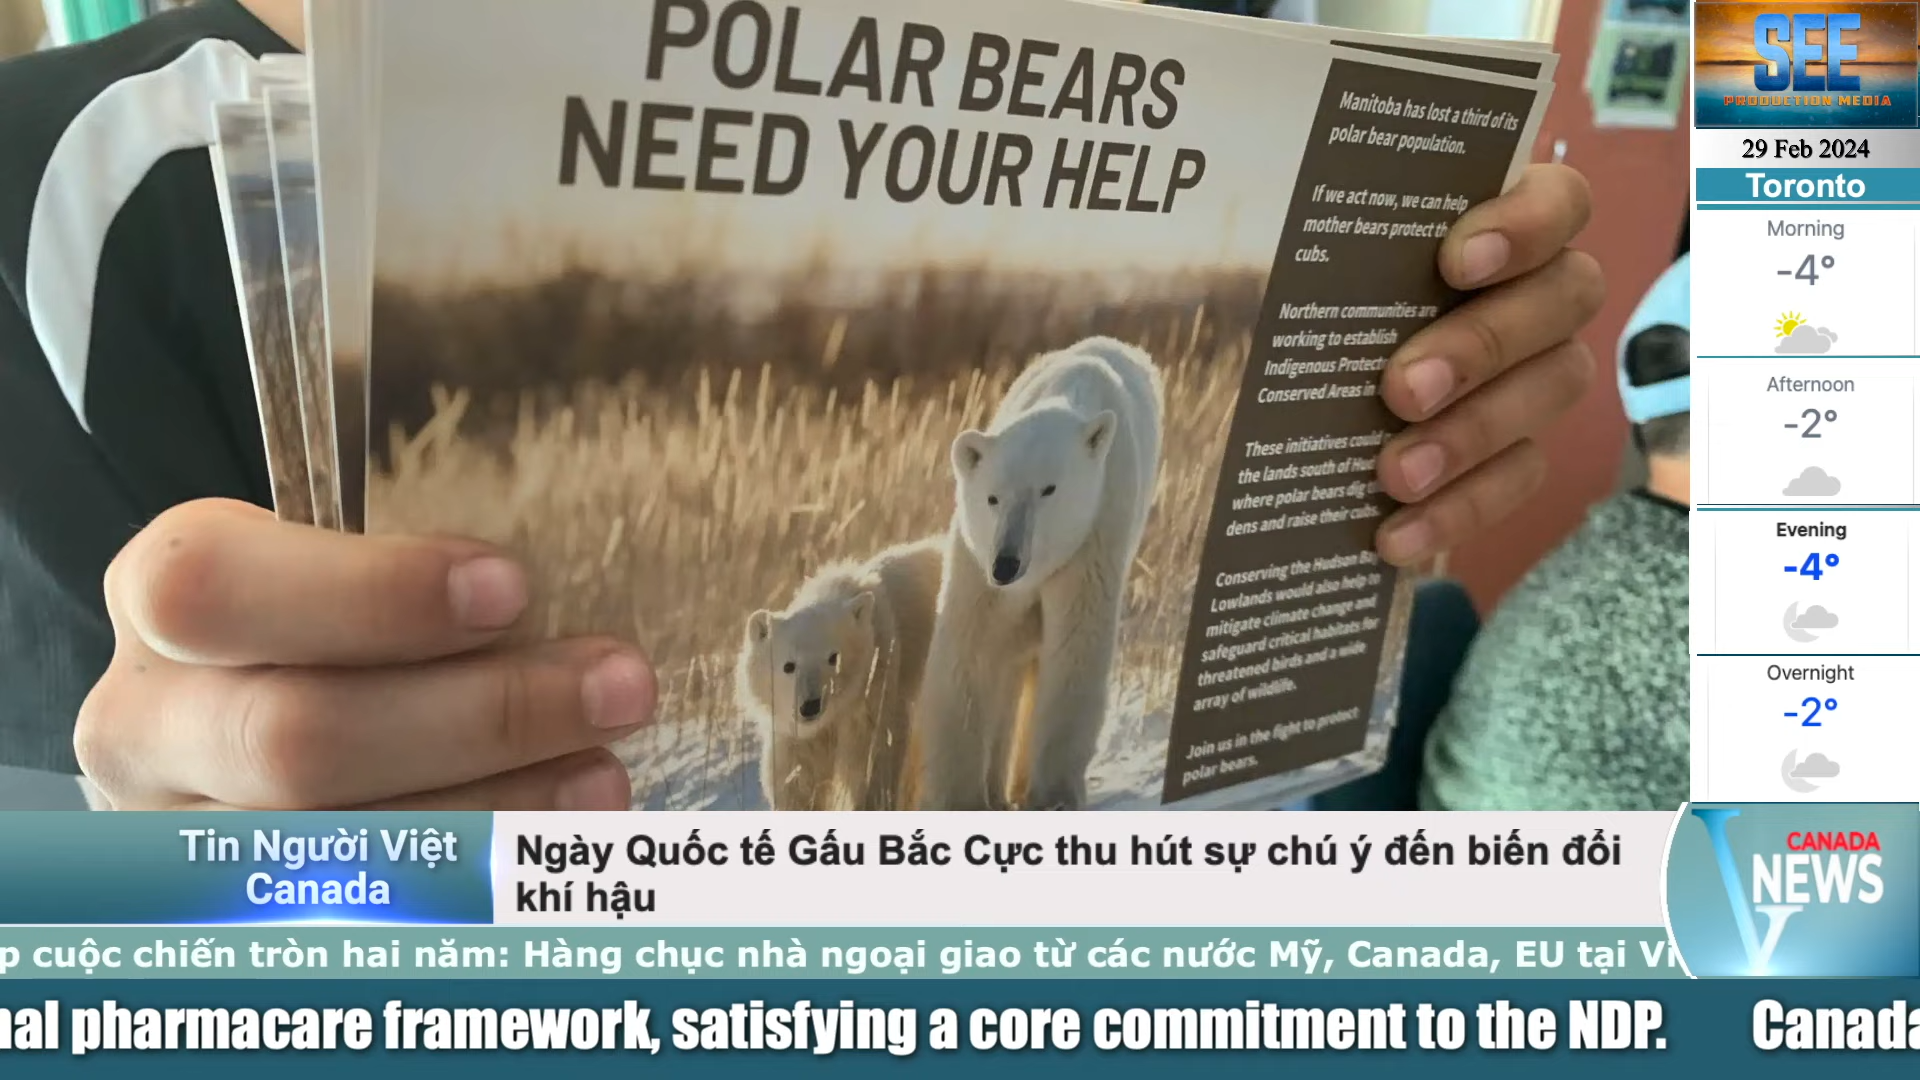 POLAR BEARS
NEED YOUR HELP
Manitoba has lost a third of its
polar bear population.
If we act now, we can help
mother bears protect
cubs.
Northern communities are
working to establish
Indigenous
Conserved Areas in
These initiatives could
the lands south of
where polar bears dig
dens and raise their cubs.
Conserving the Hudson
Lowlands would also help to
mitigate climate change and
safeguard critical habitats for
threatened birds and a wide
array of wildlife.
Join us in the fight to protect
polar bears.
SEE
PRODUCTION MEDIA
29 Feb 2024
Toronto
Morning
-4°
Afternoon
-2°
Evening
-4°
Overnight
-2°
Tin Người Việt
Canada
Ngày Quốc tế Gấu Bắc Cực thu hút sự chú ý đến biến đổi
khí hậu
V
CANADA
NEWS
p cuộc chiến tròn hai năm: Hàng chục nhà ngoại giao từ các nước Mỹ, Canada, EU tại Vi
nal pharmacare framework, satisfying a core commitment to the NDP. Canada